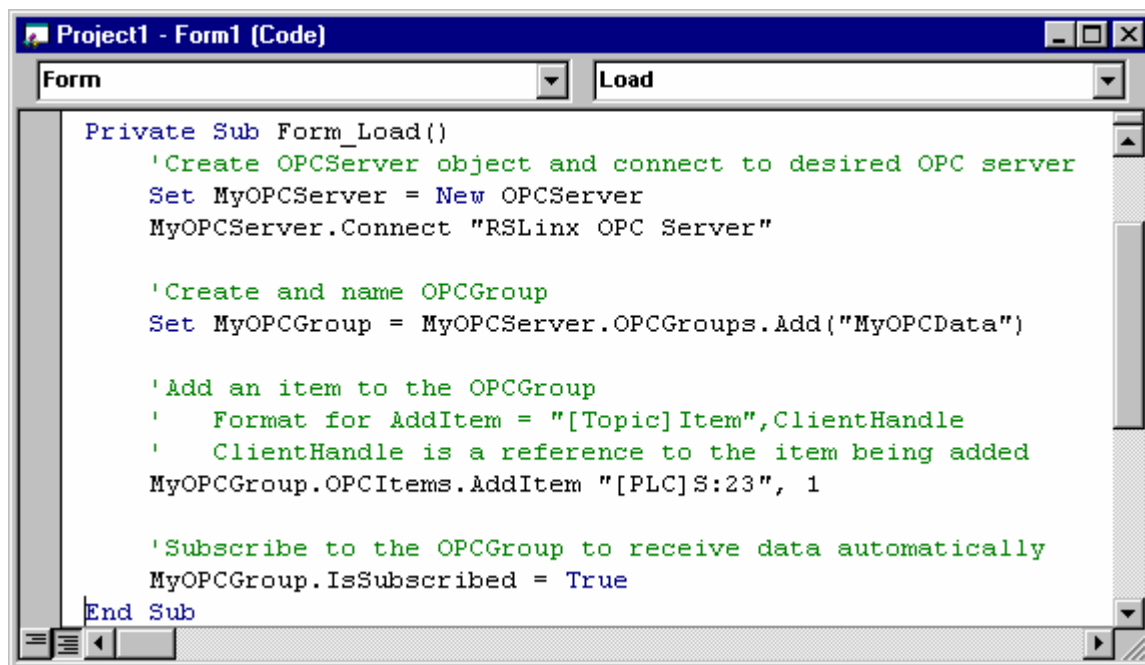 Project1 - Form1 (Code)
Form Load
Private Sub Form_Load()
    'Create OPCServer object and connect to desired OPC server
    Set MyOPCServer = New OPCServer
    MyOPCServer.Connect "RSLinx OPC Server"

    'Create and name OPCGroup
    Set MyOPCGroup = MyOPCServer.OPCGroups.Add("MyOPCData")

    'Add an item to the OPCGroup
    '   Format for AddItem = "[Topic]Item",ClientHandle
    '   ClientHandle is a reference to the item being added
    MyOPCGroup.OPCItems.AddItem "[PLC]S:23", 1

    'Subscribe to the OPCGroup to receive data automatically
    MyOPCGroup.IsSubscribed = True
End Sub